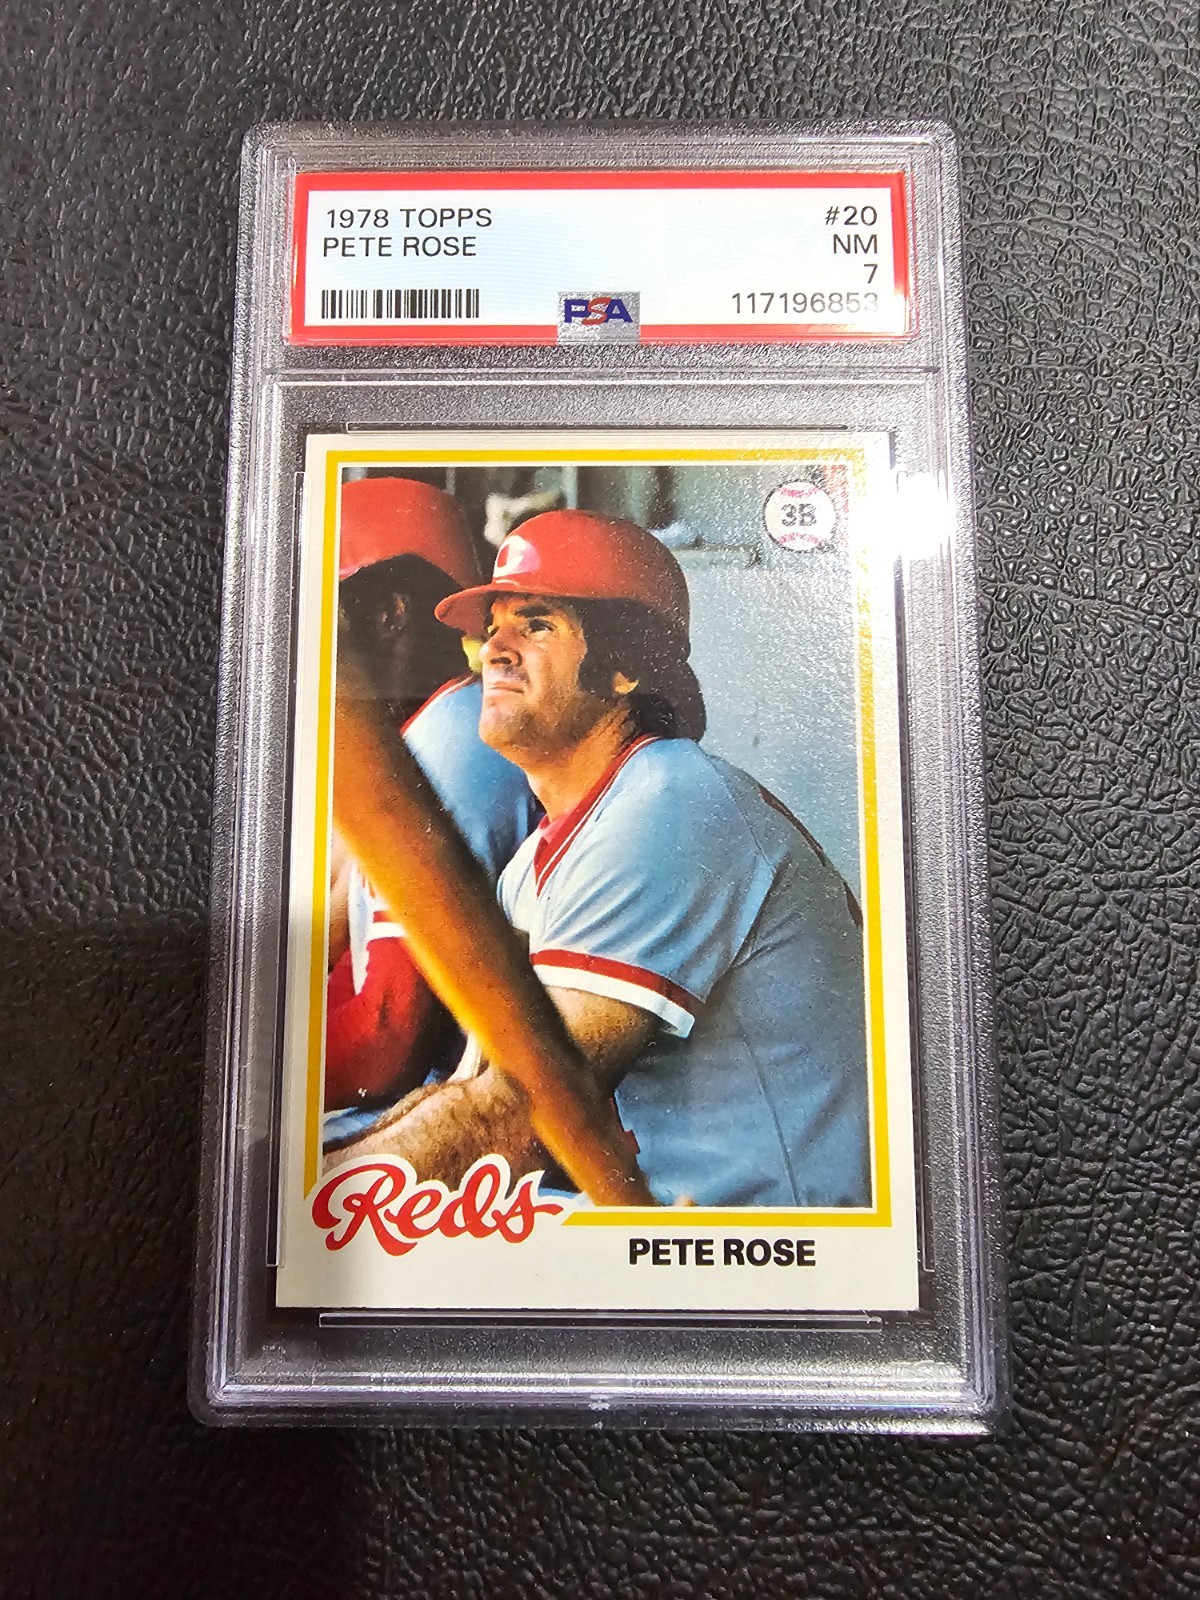 1978 TOPPS #20
PETE ROSE NM
7
PSA 117196853
3B
Reds
PETE ROSE